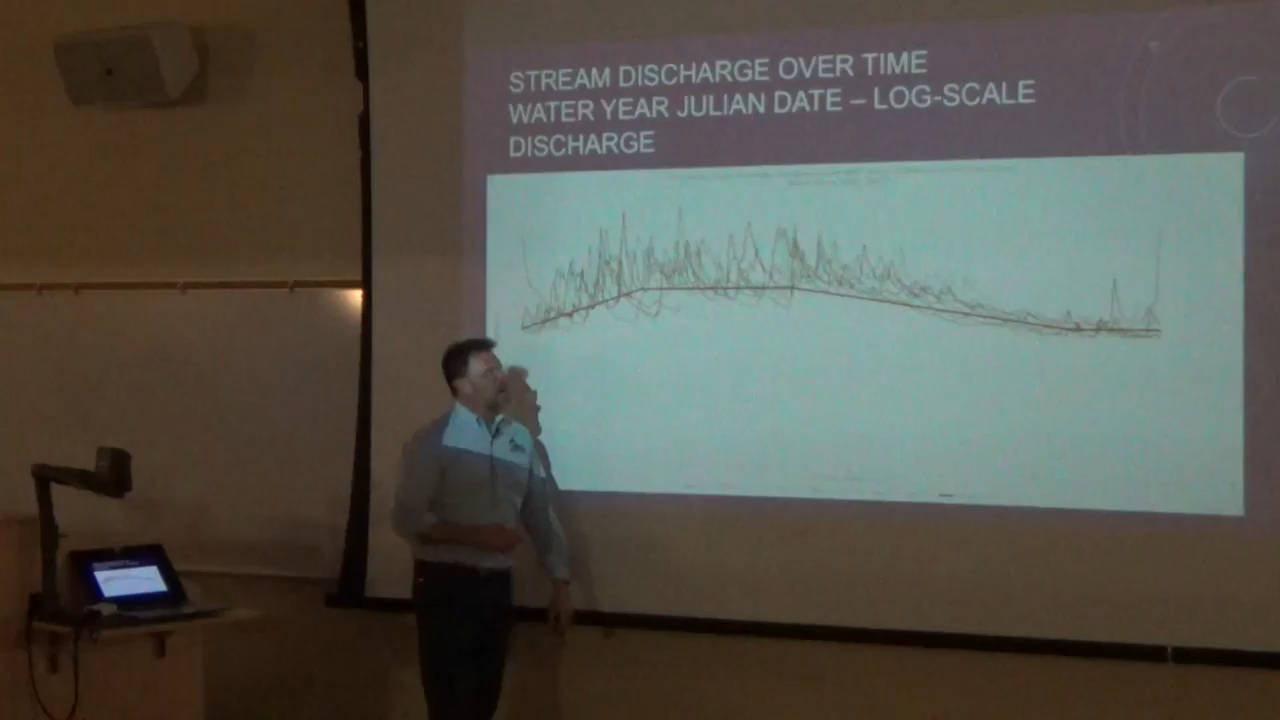 STREAM DISCHARGE OVER TIME
WATER YEAR JULIAN DATE – LOG-SCALE
DISCHARGE